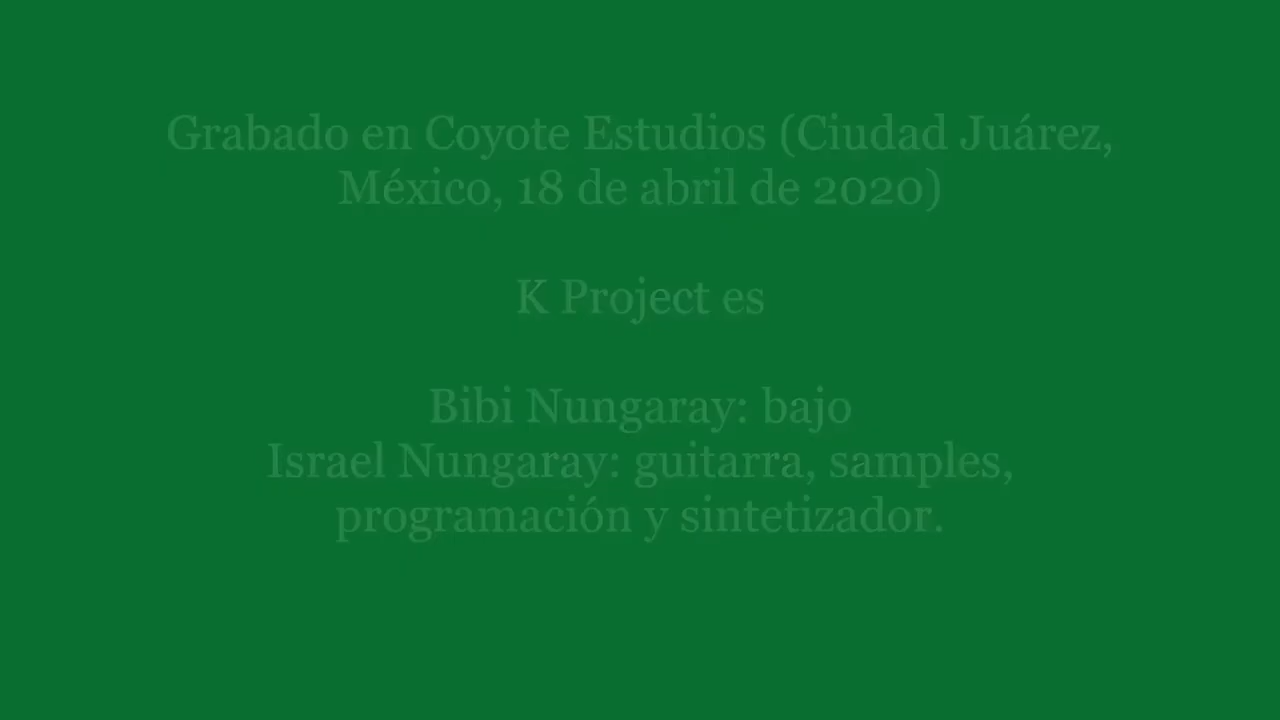 Grabado en Coyote Estudios (Ciudad Juárez,
México, 18 de abril de 2020)
K Project es
Bibi Nungaray: bajo
Israel Nungaray: guitarra, samples,
programación y sintetizador.